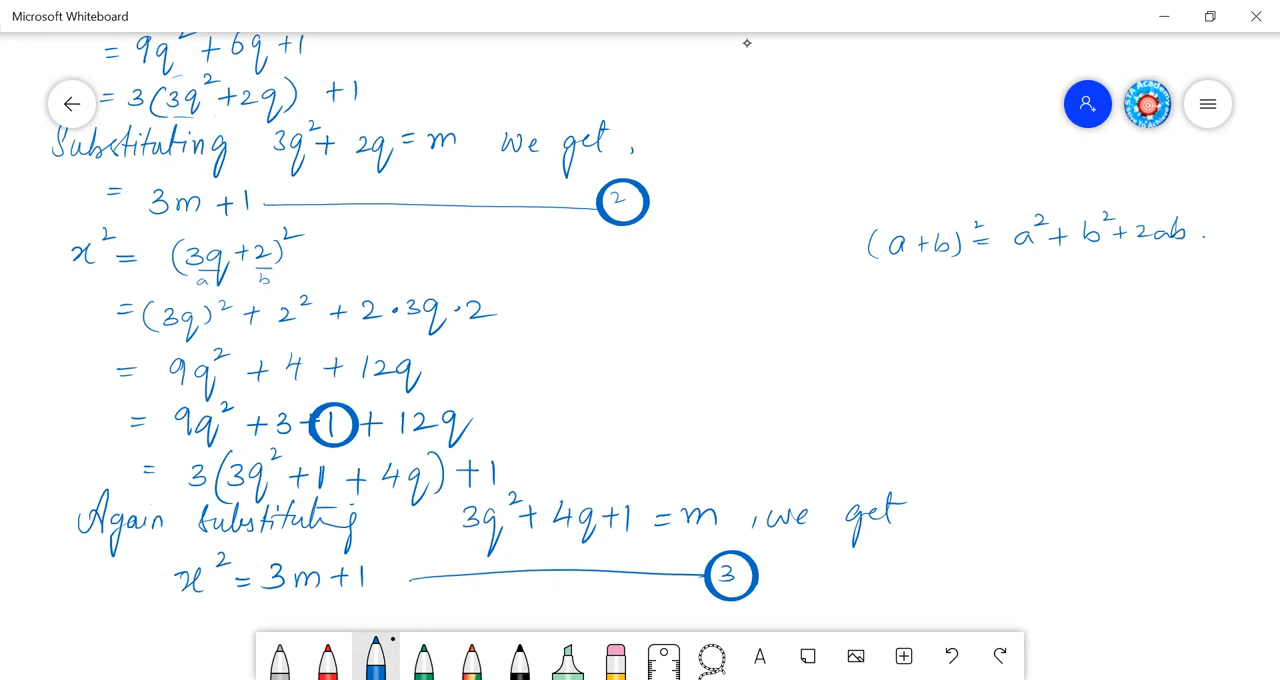 Microsoft Whiteboard
= 9q² + 6q + 1
= 3(3q² + 2q) + 1
Substituting 3q² + 2q = m we get,
= 3m + 1 ——— 2
x² = (3q + 2)²
a b
(a + b)² = a² + b² + 2ab.
= (3q)² + 2² + 2 · 3q · 2
= 9q² + 4 + 12q
= 9q² + 3 + 1 + 12q
= 3(3q² + 1 + 4q) + 1
Again substituting 3q² + 4q + 1 = m, we get
x² = 3m + 1 ——— 3
A